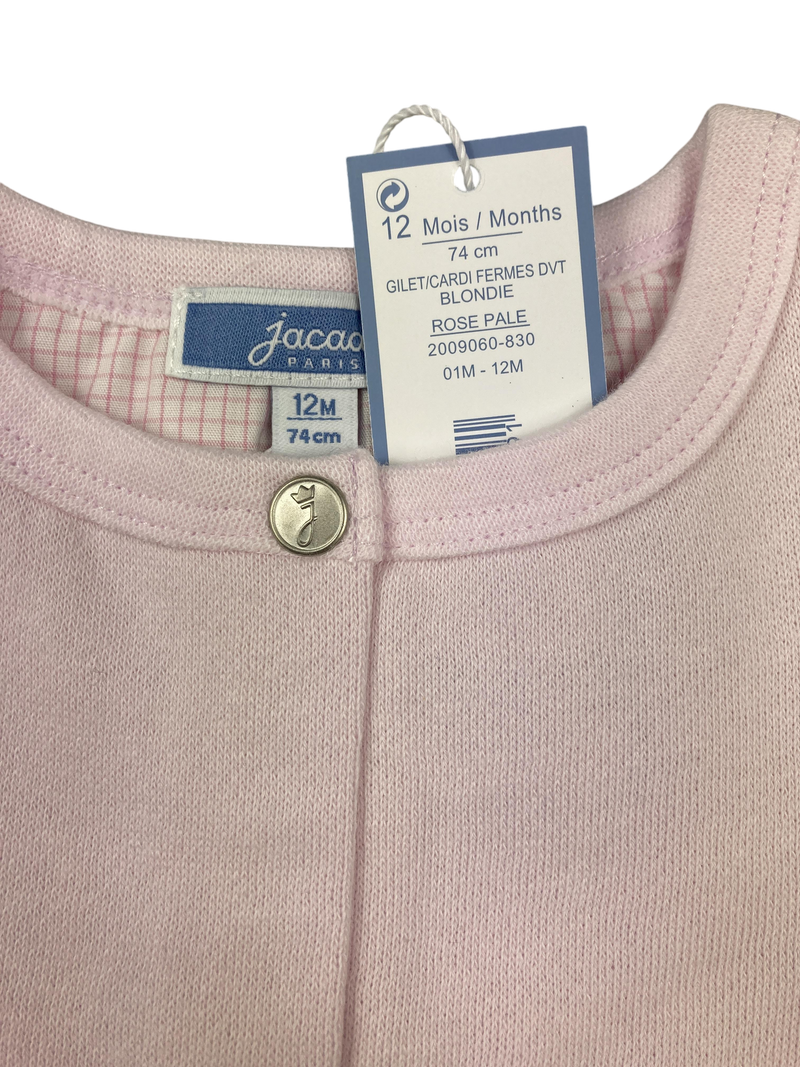 12 Mois / Months
74 cm
GILET/CARDI FERMES DVT
BLONDIE
ROSE PALE
2009060-830
01M - 12M
jacad
PARIS
12M
74cm
j